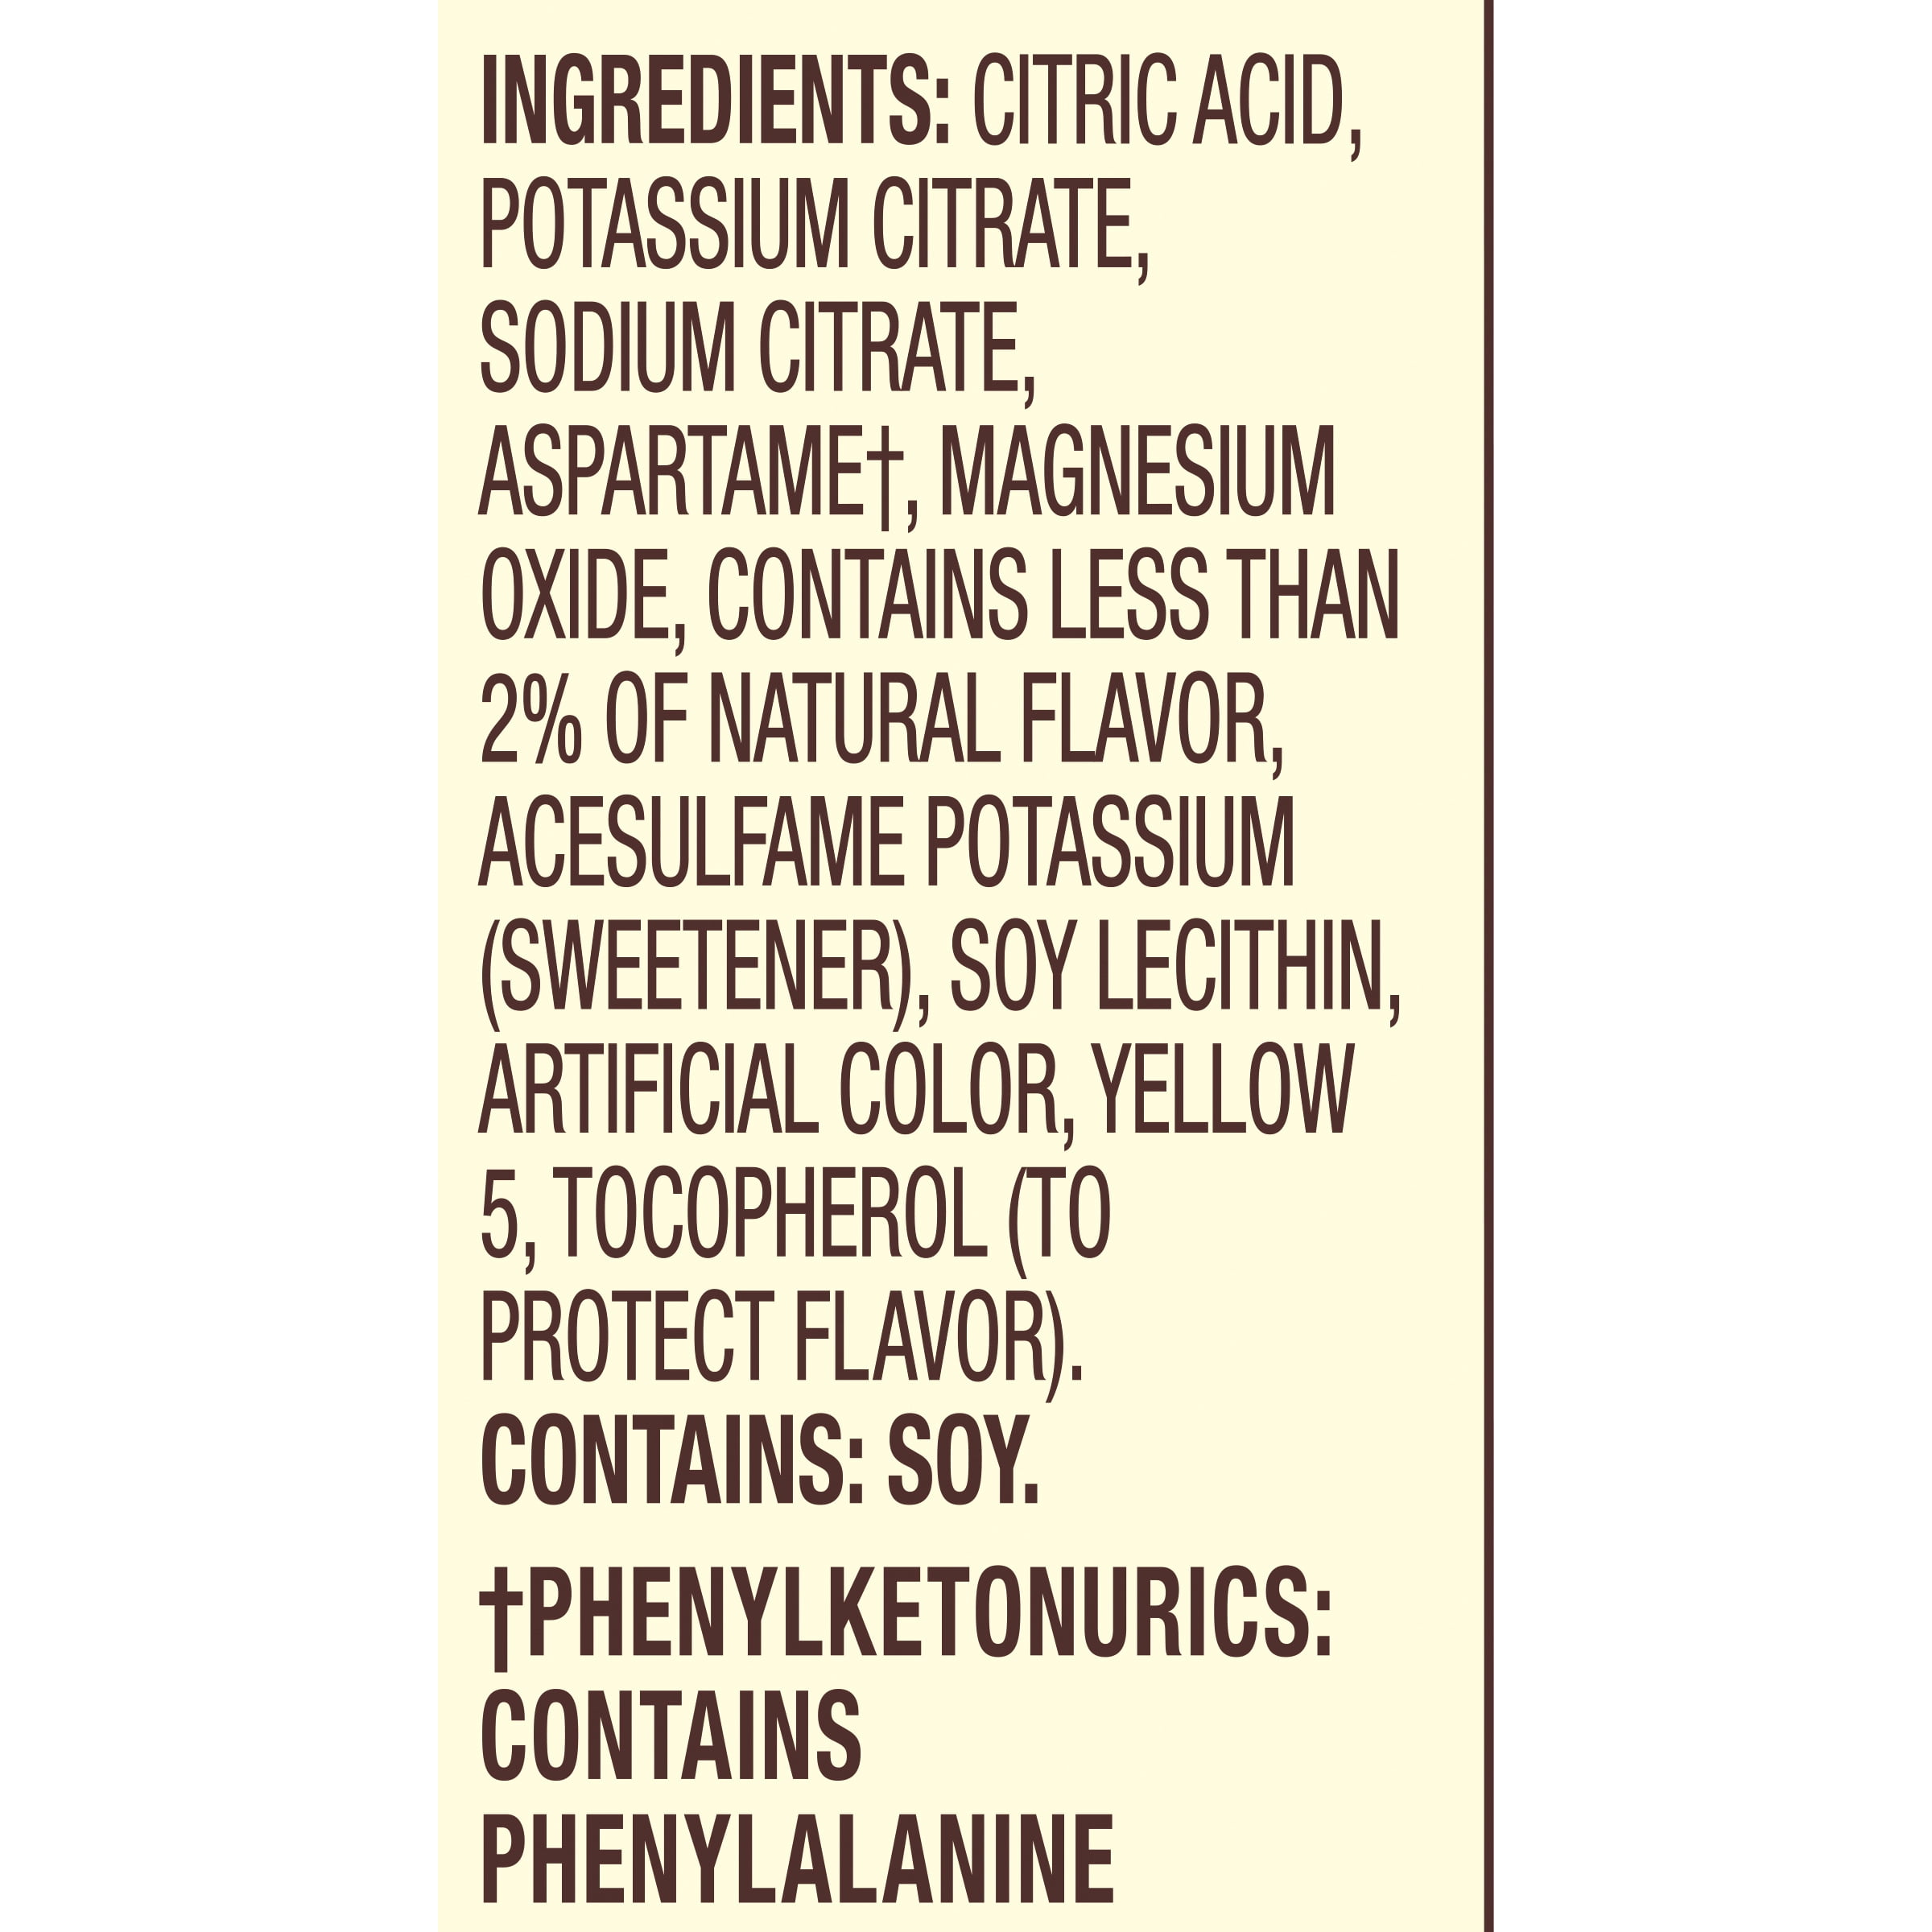 INGREDIENTS: CITRIC ACID,
POTASSIUM CITRATE,
SODIUM CITRATE,
ASPARTAME†, MAGNESIUM
OXIDE, CONTAINS LESS THAN
2% OF NATURAL FLAVOR,
ACESULFAME POTASSIUM
(SWEETENER), SOY LECITHIN,
ARTIFICIAL COLOR, YELLOW
5, TOCOPHEROL (TO
PROTECT FLAVOR).
CONTAINS: SOY.
†PHENYLKETONURICS:
CONTAINS
PHENYLALANINE